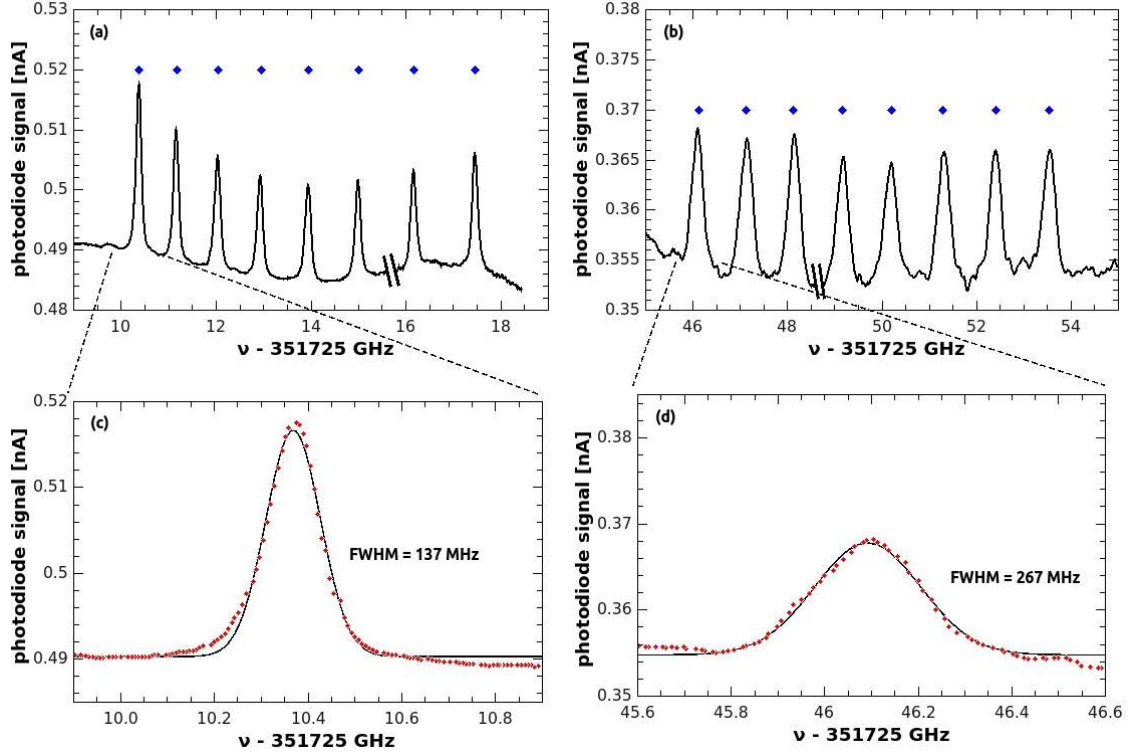 (a)
photodiode signal [nA]
0.53
0.52
0.51
0.5
0.49
0.48
10 12 14 16 18
ν - 351725 GHz
(b)
photodiode signal [nA]
0.38
0.37
0.365
0.36
0.355
0.35
46 48 50 52 54
ν - 351725 GHz
(c)
photodiode signal [nA]
0.52
0.51
0.5
0.49
FWHM = 137 MHz
10.0 10.2 10.4 10.6 10.8
ν - 351725 GHz
(d)
photodiode signal [nA]
0.38
0.37
0.36
0.35
FWHM = 267 MHz
45.6 45.8 46 46.2 46.4 46.6
ν - 351725 GHz